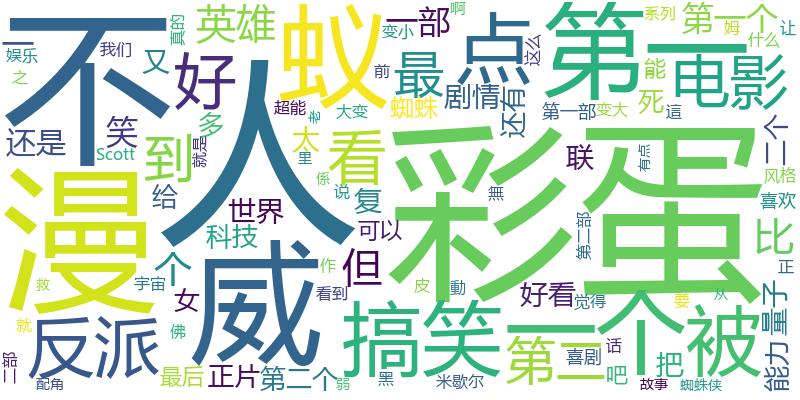 不
人
威
漫
彩蛋
蚁
第一
点
好
英雄
一部
变小
啊
系列
第一个
姆
让
我们
真的
娱乐
之
又
一
最
前
这么
什么
电影
能
剧情
还有
还是
笑
多
超能
老
大变
蜘蛛
第一部
变大
死
這
二个
Scott
就是
太
里
到
看
联
有点
风格
给
世界
係
说
复
無
喜欢
科技
可以
第二部
比
个
但
正
救
宇宙
作
看到
皮
動
好看
觉得
要
从
量子
女
就
佛
反派
搞笑
一个
被
第二
话
喜剧
把
能力
二部
配角
最后
正片
第二个
弱
黑
米歇尔
吧
故事
蜘蛛侠